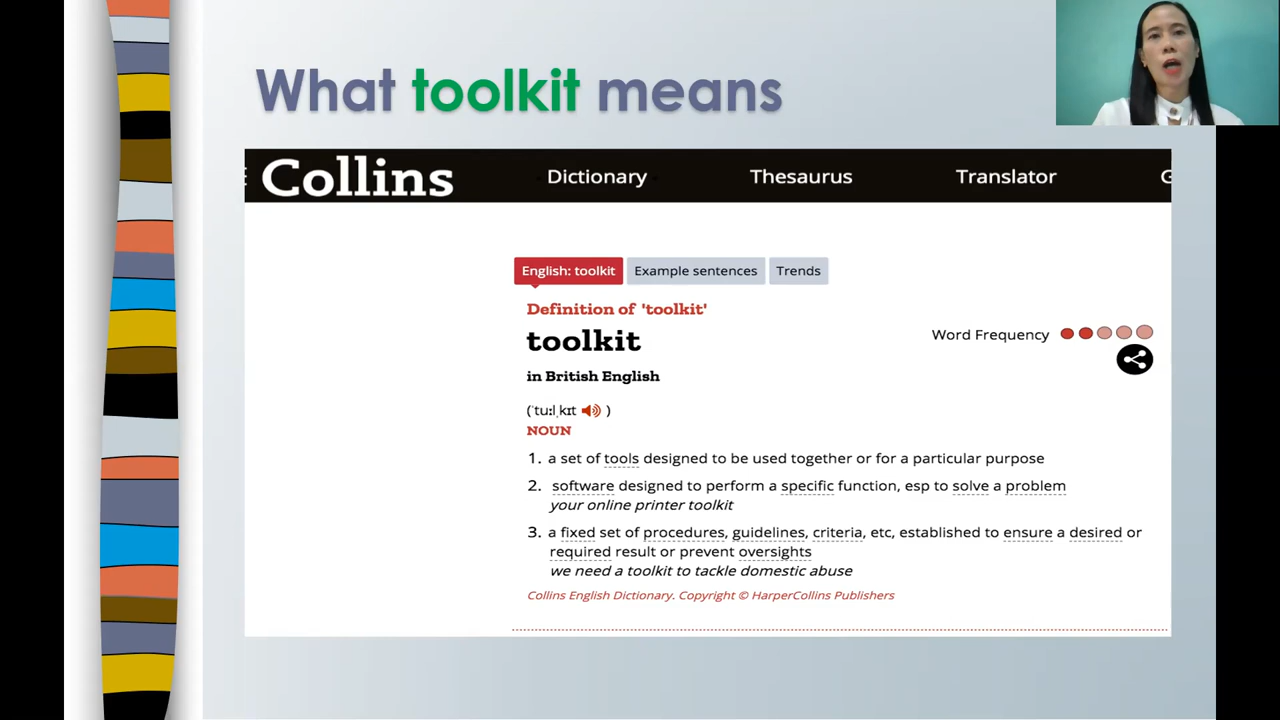 What toolkit means
Collins Dictionary Thesaurus Translator G
English: toolkit Example sentences Trends
Definition of 'toolkit'
toolkit
Word Frequency
in British English
(ˈtuːlˌkɪt )
NOUN
1. a set of tools designed to be used together or for a particular purpose
2. software designed to perform a specific function, esp to solve a problem
your online printer toolkit
3. a fixed set of procedures, guidelines, criteria, etc, established to ensure a desired or
required result or prevent oversights
we need a toolkit to tackle domestic abuse
Collins English Dictionary. Copyright © HarperCollins Publishers